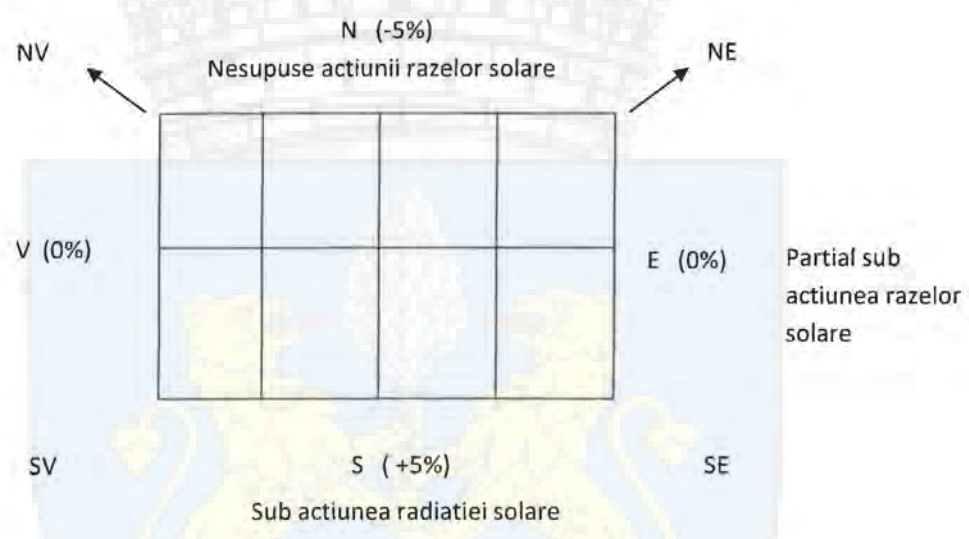 N (-5%)
NV
NE
Nesupuse actiunii razelor solare
V (0%)
E (0%)
Partial sub
actiunea razelor
solare
SV
S ( +5%)
SE
Sub actiunea radiatiei solare